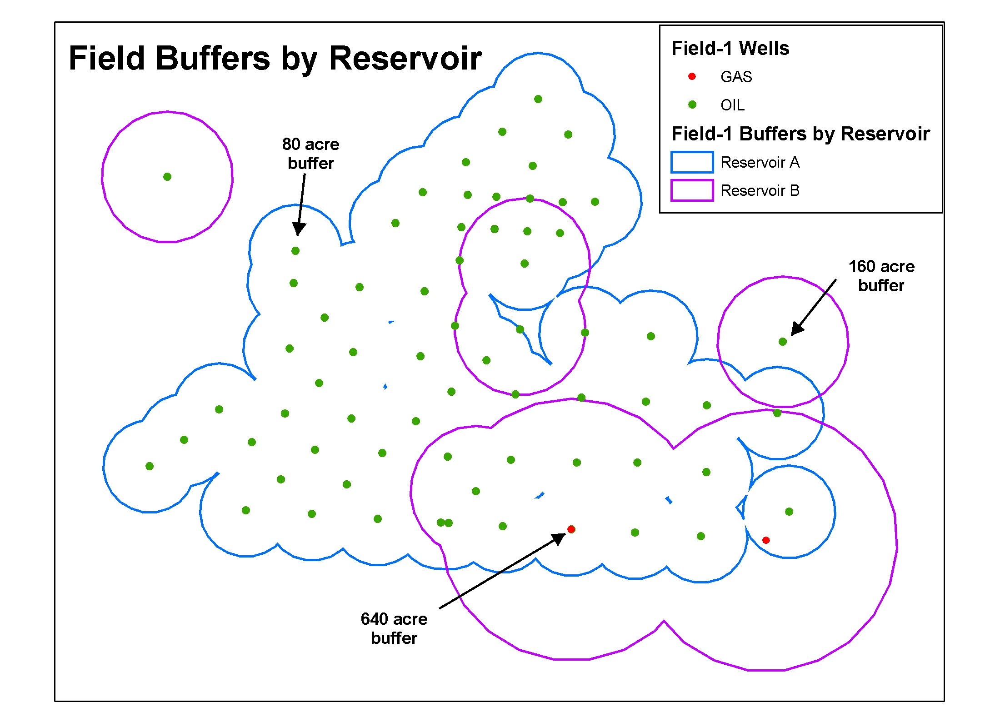 Field Buffers by Reservoir
Field-1 Wells
GAS
OIL
Field-1 Buffers by Reservoir
Reservoir A
Reservoir B
80 acre
buffer
160 acre
buffer
640 acre
buffer